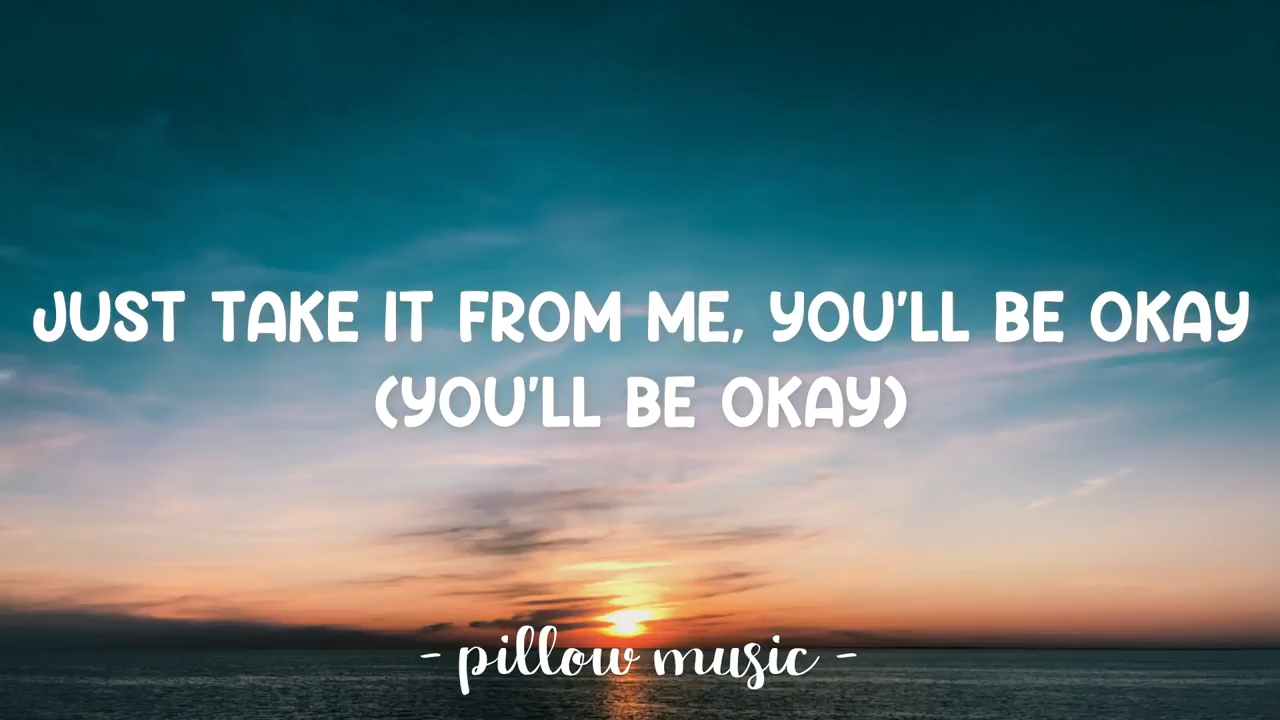 JUST TAKE IT FROM ME, YOU'LL BE OKAY
(YOU'LL BE OKAY)
- pillow music -